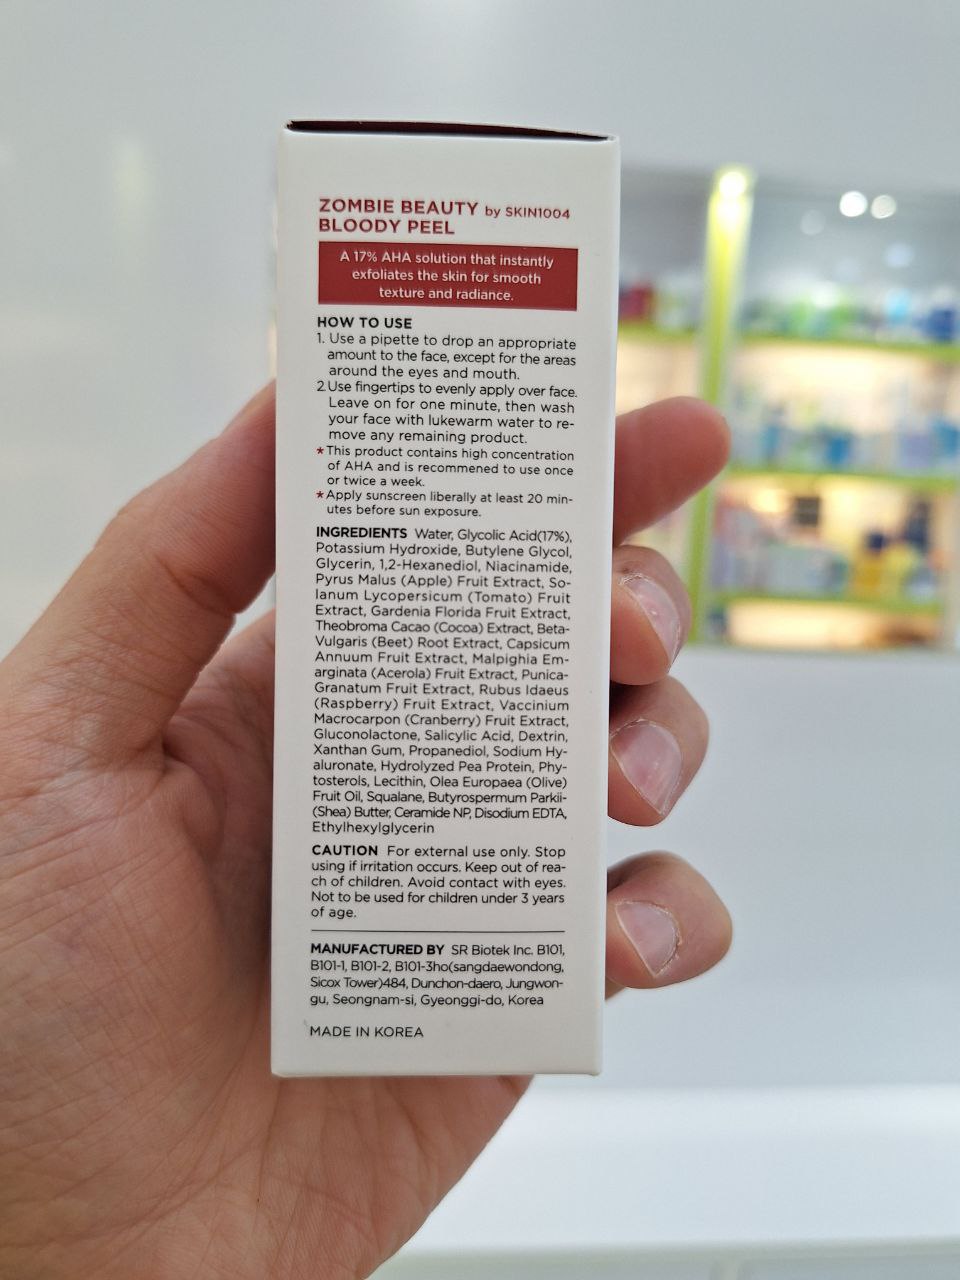 ZOMBIE BEAUTY by SKIN1004
BLOODY PEEL
A 17% AHA solution that instantly
exfoliates the skin for smooth
texture and radiance.
HOW TO USE
1. Use a pipette to drop an appropriate
amount to the face, except for the areas
around the eyes and mouth.
2.Use fingertips to evenly apply over face.
Leave on for one minute, then wash
your face with lukewarm water to re-
move any remaining product.
*This product contains high concentration
of AHA and is recommened to use once
or twice a week.
*Apply sunscreen liberally at least 20 min-
utes before sun exposure.
INGREDIENTS Water, Glycolic Acid(17%),
Potassium Hydroxide, Butylene Glycol,
Glycerin, 1,2-Hexanediol, Niacinamide,
Pyrus Malus (Apple) Fruit Extract, So-
lanum Lycopersicum (Tomato) Fruit
Extract, Gardenia Florida Fruit Extract,
Theobroma Cacao (Cocoa) Extract, Beta-
Vulgaris (Beet) Root Extract, Capsicum
Annuum Fruit Extract, Malpighia Em-
arginata (Acerola) Fruit Extract, Punica-
Granatum Fruit Extract, Rubus Idaeus
(Raspberry) Fruit Extract, Vaccinium
Macrocarpon (Cranberry) Fruit Extract,
Gluconolactone, Salicylic Acid, Dextrin,
Xanthan Gum, Propanediol, Sodium Hy-
aluronate, Hydrolyzed Pea Protein, Phy-
tosterols, Lecithin, Olea Europaea (Olive)
Fruit Oil, Squalane, Butyrospermum Parkii-
(Shea) Butter, Ceramide NP, Disodium EDTA,
Ethylhexylglycerin
CAUTION For external use only. Stop
using if irritation occurs. Keep out of rea-
ch of children. Avoid contact with eyes.
Not to be used for children under 3 years
of age.
MANUFACTURED BY SR Biotek Inc. B101,
B101-1, B101-2, B101-3ho(sangdaewondong,
Sicox Tower)484, Dunchon-daero, Jungwon-
gu, Seongnam-si, Gyeonggi-do, Korea
MADE IN KOREA